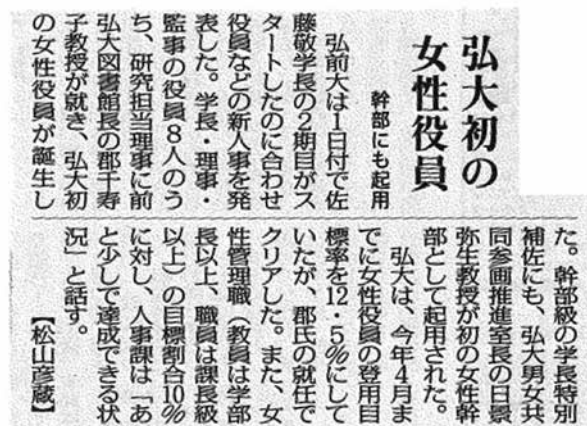 弘大初の
女性役員
幹部にも起用
弘前大は1日付で佐
藤敬学長の2期目がス
タートしたのに合わせ
役員などの新人事を発
表した。学長・理事・
監事の役員8人のう
ち、研究担当理事に前
弘大図書館長の郡千寿
子教授が就き、弘大初
の女性役員が誕生し
た。幹部級の学長特別
補佐にも、弘大男女共
同参画推進室長の日景
弥生教授が初の女性幹
部として起用された。
弘大は、今年4月ま
でに女性役員の登用目
標率を12・5%にして
いたが、郡氏の就任で
クリアした。また、女
性管理職（教員は学部
長以上、職員は課長級
以上）の目標割合10%
に対し、人事課は「あ
と少しで達成できる状
況」と話す。
【松山彦蔵】